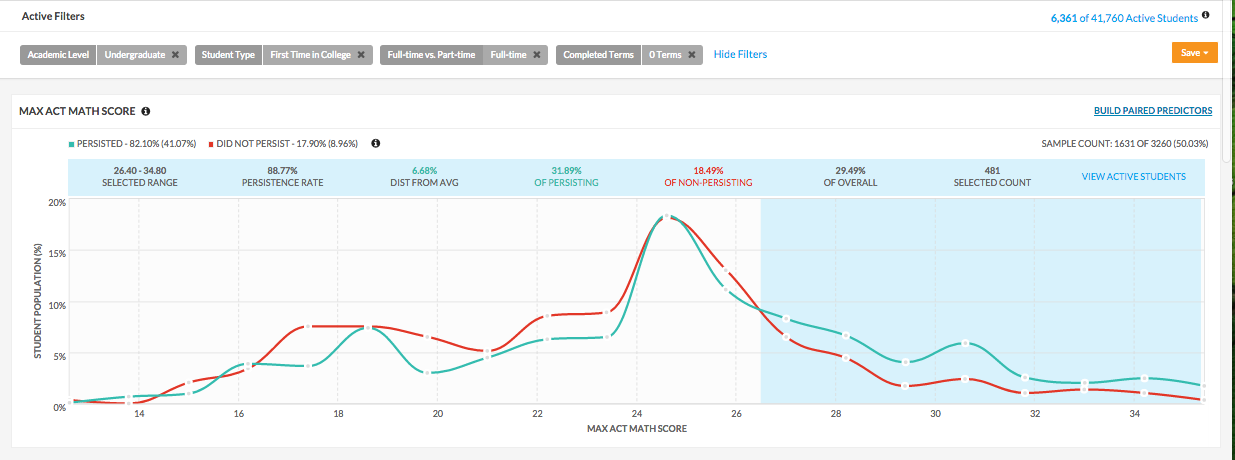 Active Filters
6,361 of 41,760 Active Students
Academic Level Undergraduate ✖ Student Type First Time in College ✖ Full-time vs. Part-time Full-time ✖ Completed Terms 0 Terms ✖ Hide Filters
Save
MAX ACT MATH SCORE
BUILD PAIRED PREDICTORS
PERSISTED - 82.10% (41.07%) DID NOT PERSIST - 17.90% (8.96%)
SAMPLE COUNT: 1631 OF 3260 (50.03%)
26.40 - 34.80 88.77% 6.68% 31.89% 18.49% 29.49% 481
SELECTED RANGE PERSISTENCE RATE DIST FROM AVG OF PERSISTING OF NON-PERSISTING OF OVERALL SELECTED COUNT VIEW ACTIVE STUDENTS
20%
15%
10%
5%
0%
STUDENT POPULATION (%)
14 16 18 20 22 24 26 28 30 32 34
MAX ACT MATH SCORE